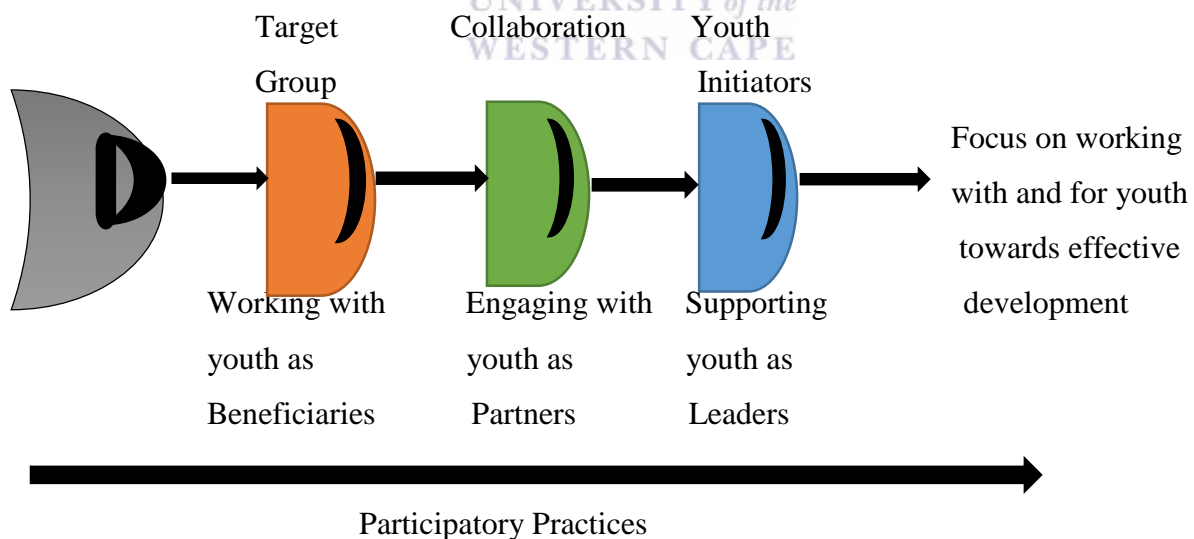 UNIVERSITY of the
WESTERN CAPE
Target
Group
Collaboration
Youth
Initiators
Working with
youth as
Beneficiaries
Engaging with
youth as
Partners
Supporting
youth as
Leaders
Focus on working
with and for youth
towards effective
development
Participatory Practices